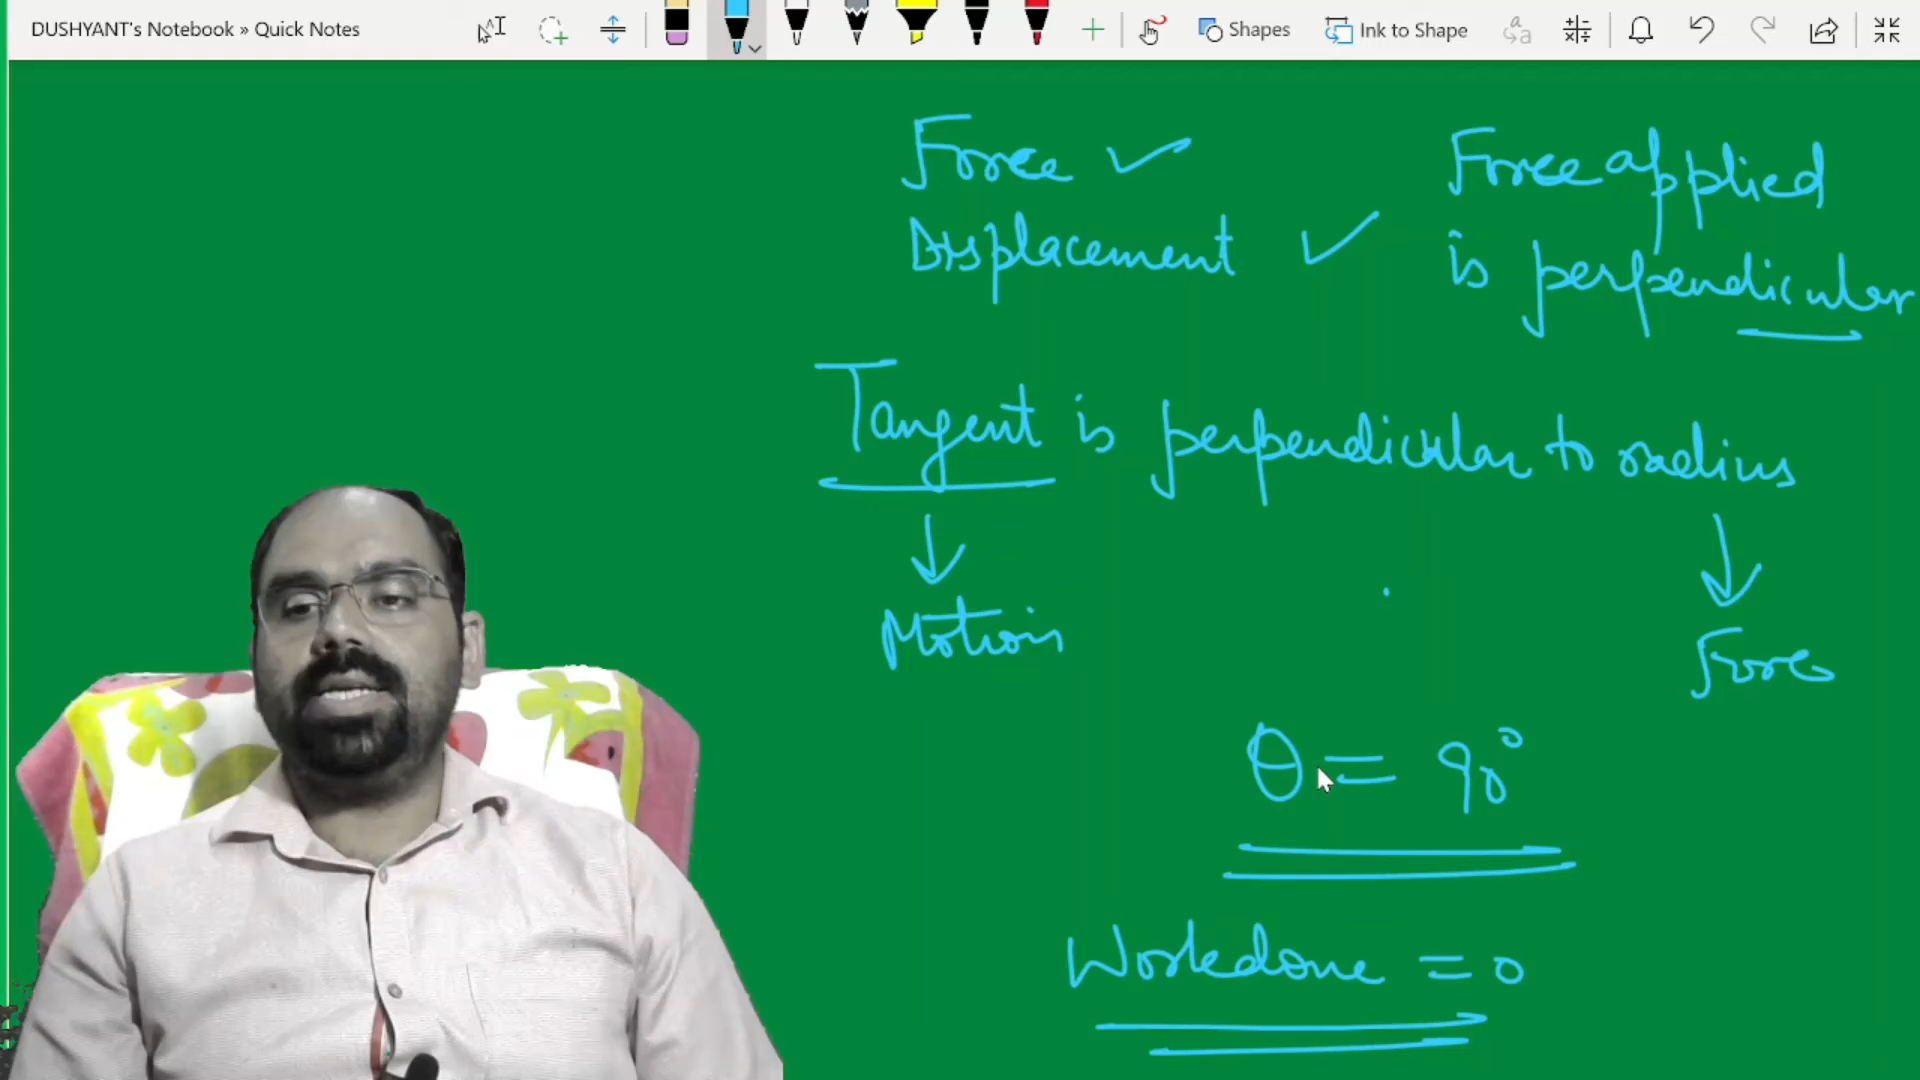 DUSHYANT's Notebook » Quick Notes
Shapes
Ink to Shape
Force ✓
Displacement ✓
Force applied
is perpendicular
Tangent is perpendicular to radius
Motion
Force
θ = 90°
Workdone = 0